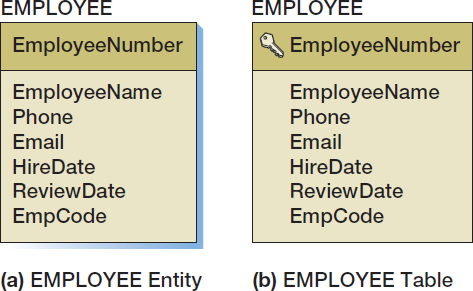 EMPLOYEE
EmployeeNumber
EmployeeName
Phone
Email
HireDate
ReviewDate
EmpCode
(a) EMPLOYEE Entity
EMPLOYEE
EmployeeNumber
EmployeeName
Phone
Email
HireDate
ReviewDate
EmpCode
(b) EMPLOYEE Table